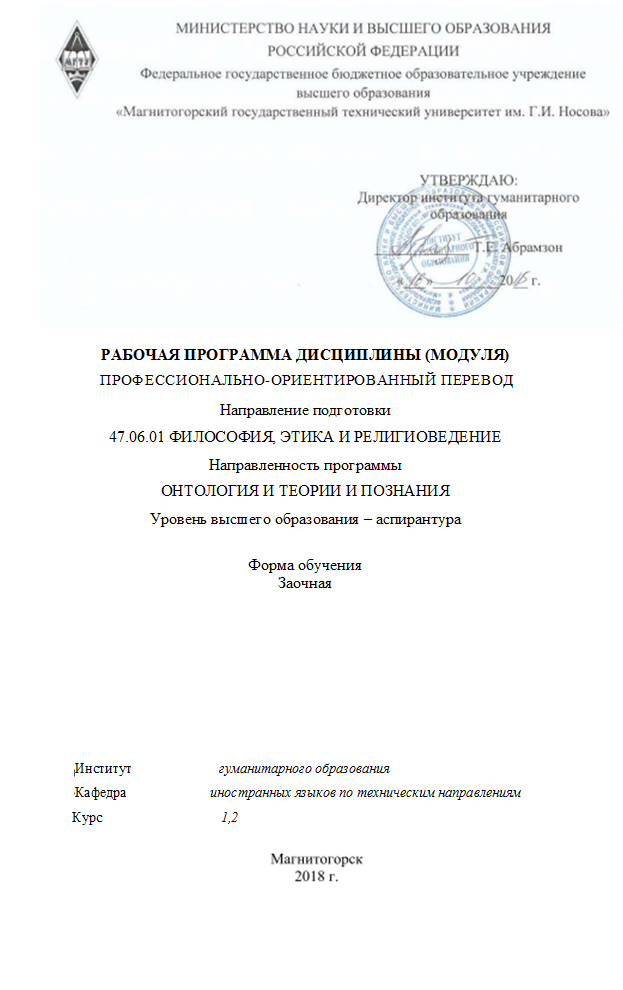 МИНИСТЕРСТВО НАУКИ И ВЫСШЕГО ОБРАЗОВАНИЯ
РОССИЙСКОЙ ФЕДЕРАЦИИ
Федеральное государственное бюджетное образовательное учреждение
высшего образования
«Магнитогорский государственный технический университет им. Г.И. Носова»
УТВЕРЖДАЮ:
Директор института гуманитарного
образования
Т.Е. Абрамзон
« » 10 20 г.
РАБОЧАЯ ПРОГРАММА ДИСЦИПЛИНЫ (МОДУЛЯ)
ПРОФЕССИОНАЛЬНО-ОРИЕНТИРОВАННЫЙ ПЕРЕВОД
Направление подготовки
47.06.01 ФИЛОСОФИЯ, ЭТИКА И РЕЛИГИОВЕДЕНИЕ
Направленность программы
ОНТОЛОГИЯ И ТЕОРИИ И ПОЗНАНИЯ
Уровень высшего образования – аспирантура
Форма обучения
Заочная
Институт гуманитарного образования
Кафедра иностранных языков по техническим направлениям
Курс 1,2
Магнитогорск
2018 г.